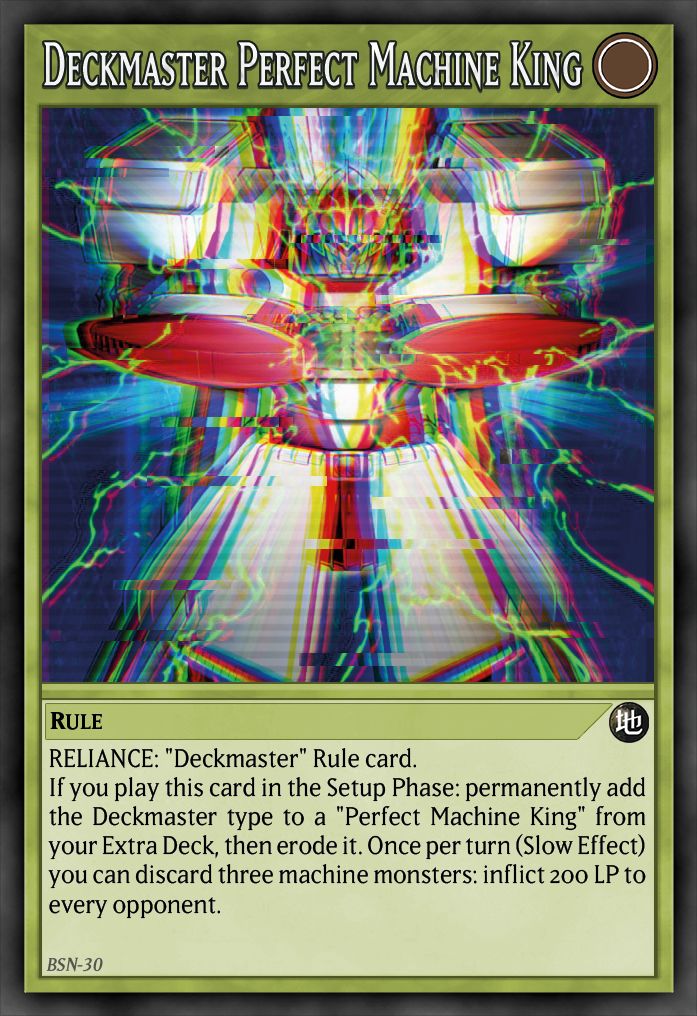 Deckmaster Perfect Machine King
Rule
RELIANCE: "Deckmaster" Rule card.
If you play this card in the Setup Phase: permanently add
the Deckmaster type to a "Perfect Machine King" from
your Extra Deck, then erode it. Once per turn (Slow Effect)
you can discard three machine monsters: inflict 200 LP to
every opponent.
BSN-30